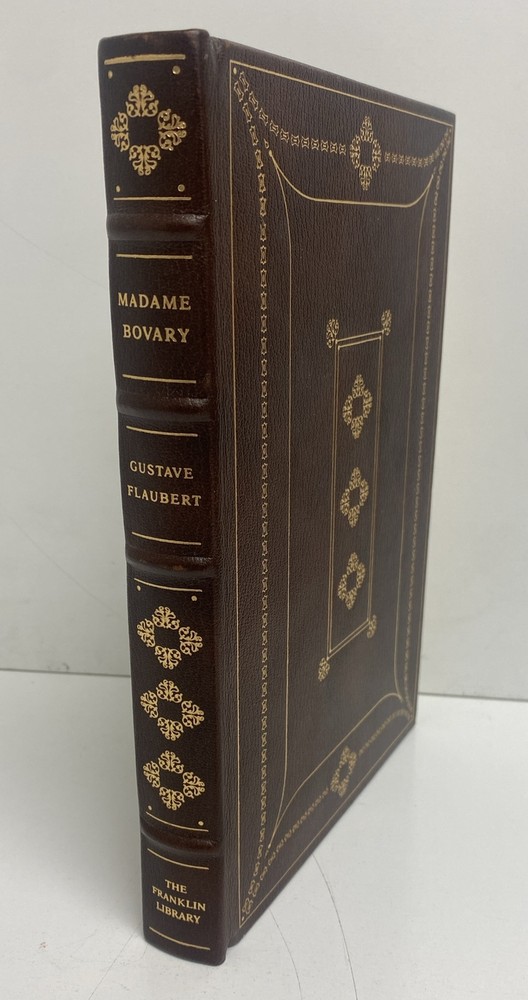 MADAME
BOVARY
GUSTAVE
FLAUBERT
THE
FRANKLIN
LIBRARY